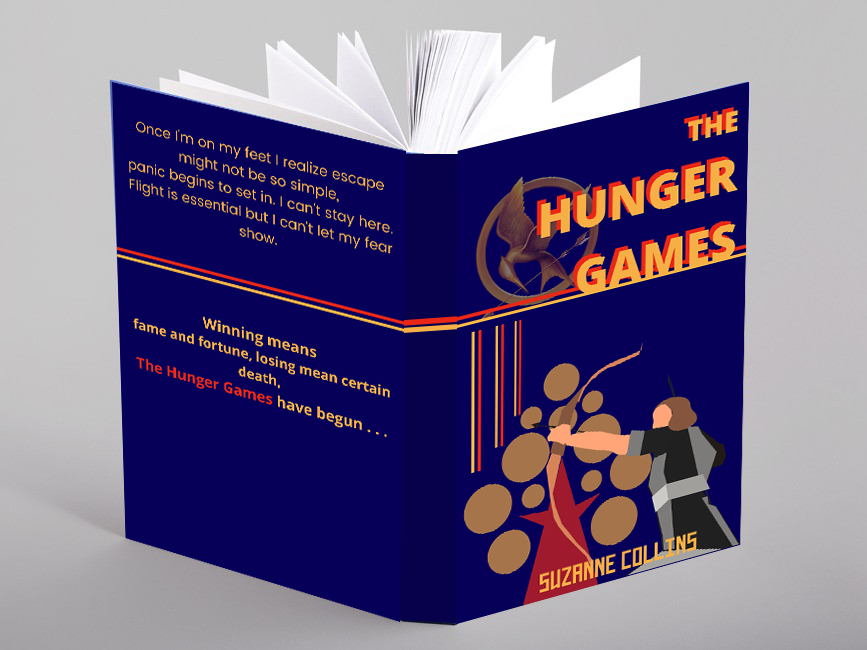 Once I'm on my feet I realize escape
might not be so simple,
panic begins to set in. I can't stay here.
Flight is essential but I can't let my fear
show.
Winning means
fame and fortune, losing mean certain
death.
The Hunger Games have begun . . .
THE
HUNGER
GAMES
SUZANNE COLLINS